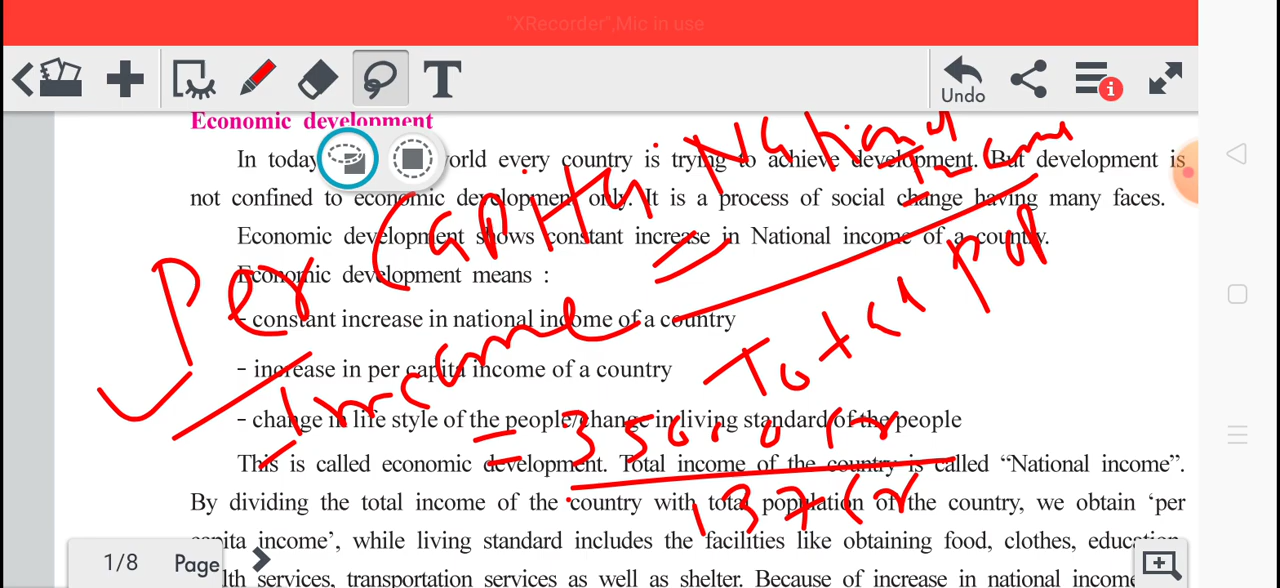 "XRecorder",Mic in use
Undo
Economic development
In today world every country is trying to achieve development. But development is
not confined to economic development only. It is a process of social change having many faces.
Economic development shows constant increase in National income of a country.
Economic development means :
- constant increase in national income of a country
- increase in per capita income of a country
- change in life style of the people/change in living standard of the people
This is called economic development. Total income of the country is called “National income”.
By dividing the total income of the country with total population of the country, we obtain ‘per
capita income’, while living standard includes the facilities like obtaining food, clothes, education,
health services, transportation services as well as shelter. Because of increase in national income
Per Capita
Income
=
National
Income
Total pop
= 35000 cr
137 cr
1/8 Page